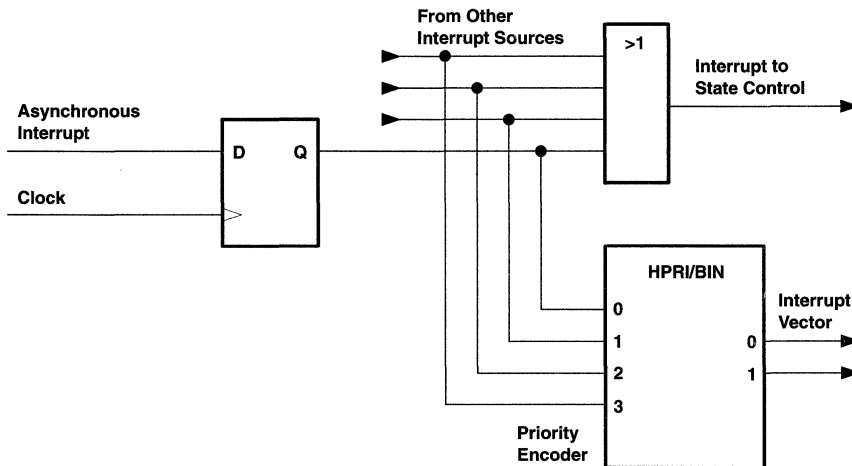 From Other
Interrupt Sources
>1
Interrupt to
State Control
Asynchronous
Interrupt
D Q
Clock
HPRI/BIN
Interrupt
Vector
0
1
2
3
0
1
Priority
Encoder